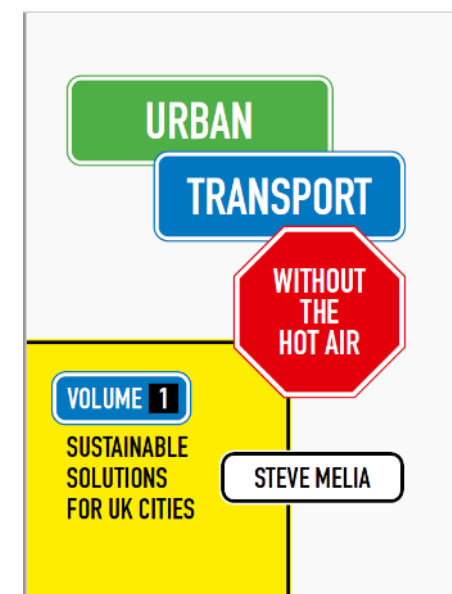 URBAN
TRANSPORT
WITHOUT
THE
HOT AIR
VOLUME 1
SUSTAINABLE
SOLUTIONS
FOR UK CITIES
STEVE MELIA